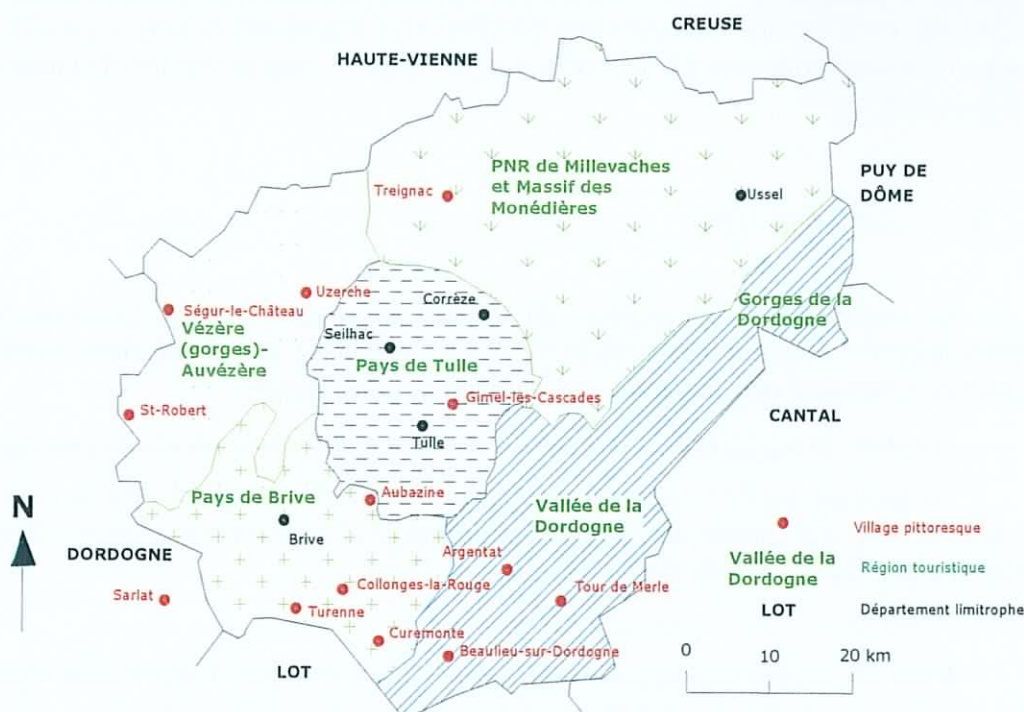 CREUSE
HAUTE-VIENNE
PNR de Millevaches
et Massif des
Monédières
PUY DE
DÔME
Treignac
Ussel
Uzerche
Corrèze
Ségur-le-Château
Gorges de la
Dordogne
Vézère
(gorges)-
Auvézère
Seilhac
Pays de Tulle
St-Robert
Gimel-les-Cascades
CANTAL
Tulle
Aubazine
Pays de Brive
Vallée de la
Dordogne
N
Brive
DORDOGNE
Argentat
Collonges-la-Rouge
Tour de Merle
Sarlat
Turenne
Curemonte
Beaulieu-sur-Dordogne
LOT
Village pittoresque
Vallée de la
Dordogne
Région touristique
LOT
Département limitrophe
0
10
20 km